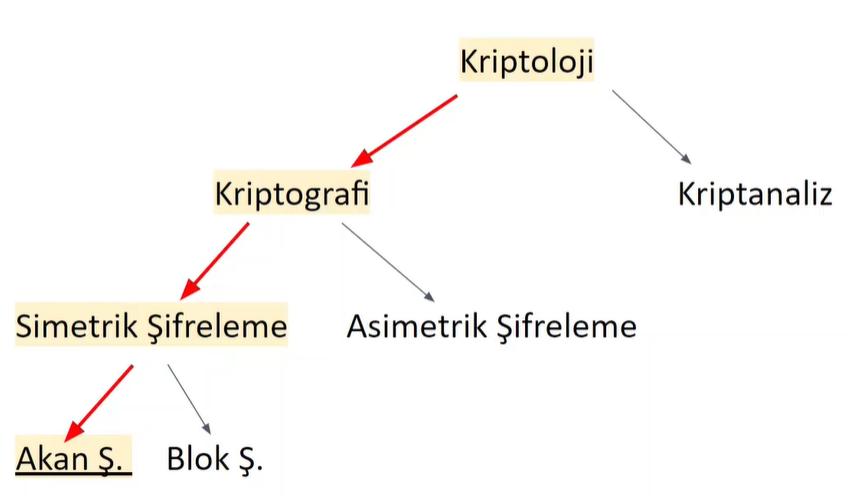 Kriptoloji
Kriptografi
Kriptanaliz
Simetrik Şifreleme
Asimetrik Şifreleme
Akan Ş.
Blok Ş.